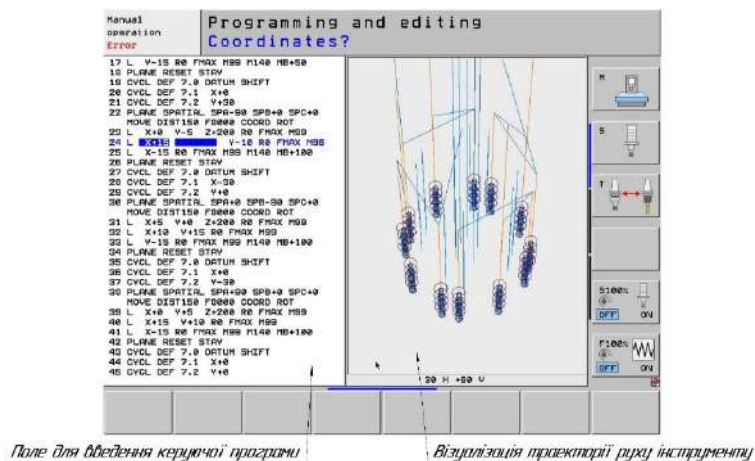 Manual
operation
Error
Programming and editing
Coordinates?
17 L Y-15 R0 FMAX M99 M140 MB+50
18 PLANE RESET STAY
19 CYCL DEF 7.0 DATUM SHIFT
20 CYCL DEF 7.1 X+0
21 CYCL DEF 7.2 Y+30
22 PLANE SPATIAL SPA-90 SPB+0 SPC+0
MOVE DIST150 F8000 COORD ROT
23 L X+0 Y-5 Z+200 R0 FMAX M99
24 L X+15 Y-10 R0 FMAX M99
25 L X-15 R0 FMAX M99 M140 MB+100
26 PLANE RESET STAY
27 CYCL DEF 7.0 DATUM SHIFT
28 CYCL DEF 7.1 X-30
29 CYCL DEF 7.2 Y+0
30 PLANE SPATIAL SPA+0 SPB-90 SPC+0
MOVE DIST150 F8000 COORD ROT
31 L X+5 Y+0 Z+200 R0 FMAX M99
32 L X+10 Y+15 R0 FMAX M99
33 L Y-15 R0 FMAX M99 M140 MB+100
34 PLANE RESET STAY
35 CYCL DEF 7.0 DATUM SHIFT
36 CYCL DEF 7.1 X+0
37 CYCL DEF 7.2 Y-30
38 PLANE SPATIAL SPA+90 SPB+0 SPC+0
MOVE DIST150 F8000 COORD ROT
39 L X+0 Y+5 Z+200 R0 FMAX M99
40 L X+15 Y+10 R0 FMAX M99
41 L X-15 R0 FMAX M99 M140 MB+100
42 PLANE RESET STAY
43 CYCL DEF 7.0 DATUM SHIFT
44 CYCL DEF 7.1 X+0
45 CYCL DEF 7.2 Y+0
M
S
T
S100%
OFF ON
F100%
OFF ON
Поле для введення керуючої програми
Візуалізація траекторії руху інструменту